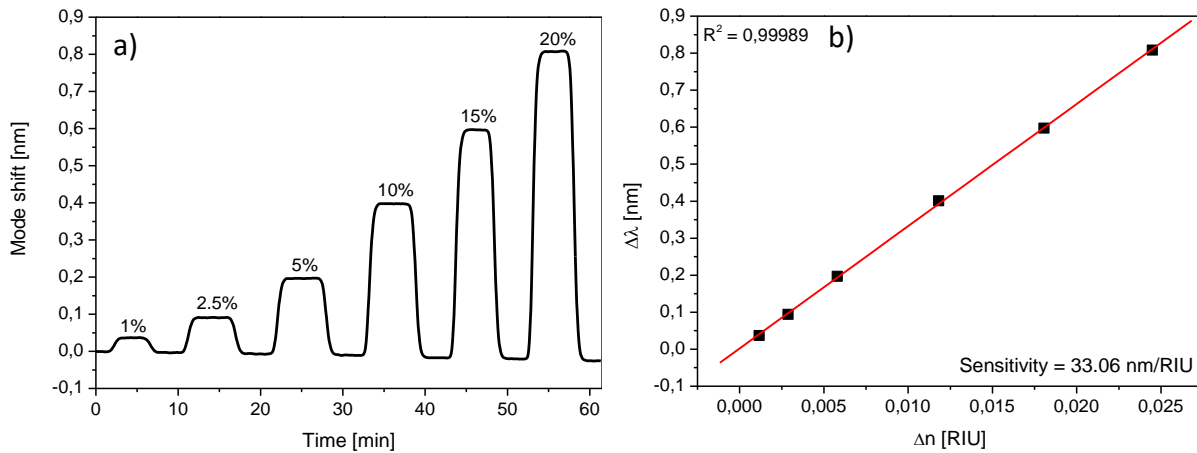 a)
0,9
0,8
0,7
0,6
0,5
0,4
0,3
0,2
0,1
0,0
-0,1
Mode shift [nm]
1%
2.5%
5%
10%
15%
20%
0 10 20 30 40 50 60
Time [min]
R² = 0,99989
b)
0,9
0,8
0,7
0,6
0,5
0,4
0,3
0,2
0,1
0,0
-0,1
Δλ [nm]
Sensitivity = 33.06 nm/RIU
0,000 0,005 0,010 0,015 0,020 0,025
Δn [RIU]